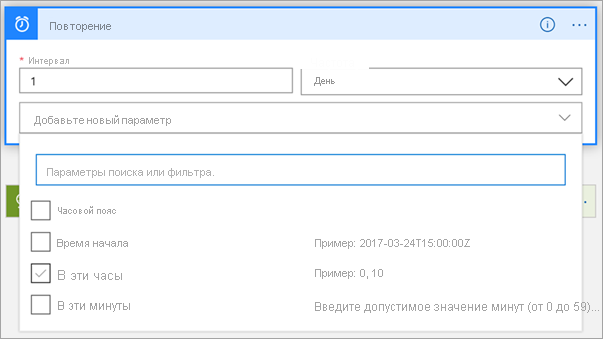 Повторение
* Интервал
1
День
Добавьте новый параметр
Параметры поиска или фильтра.
Часовой пояс
Время начала Пример: 2017-03-24T15:00:00Z
В эти часы Пример: 0, 10
В эти минуты Введите допустимое значение минут (от 0 до 59)...